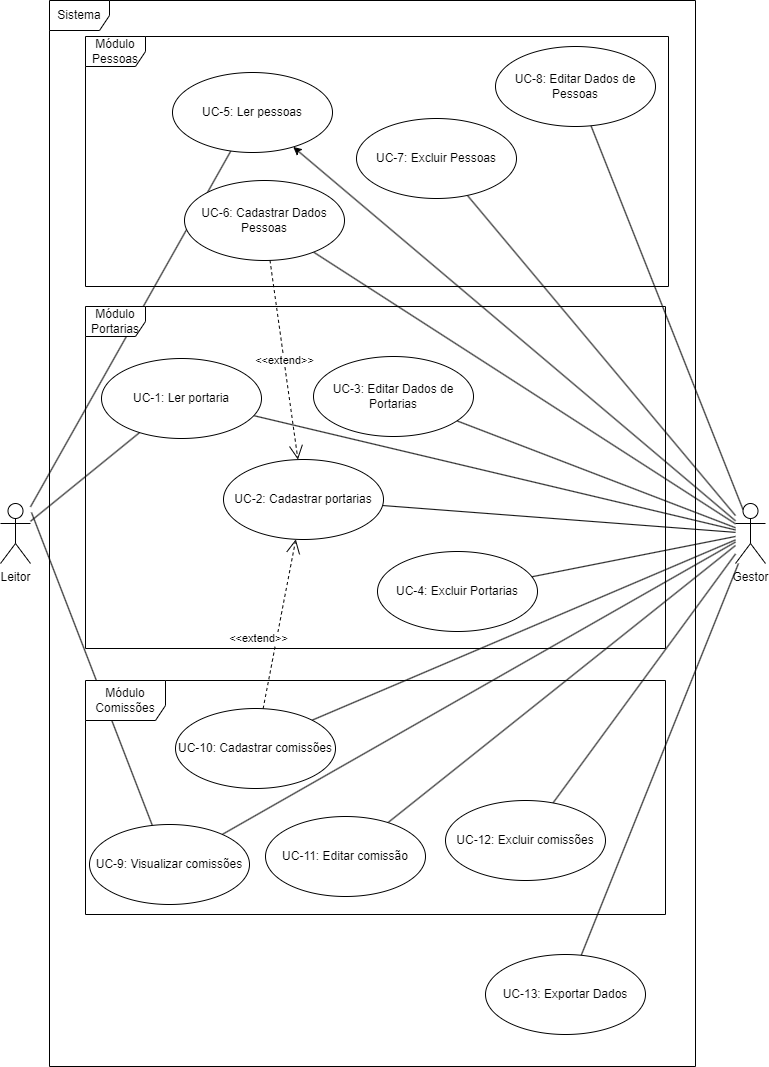 Sistema
Módulo
Pessoas
UC-5: Ler pessoas
UC-8: Editar Dados de
Pessoas
UC-7: Excluir Pessoas
UC-6: Cadastrar Dados
Pessoas
Módulo
Portarias
<<extend>>
UC-1: Ler portaria
UC-3: Editar Dados de
Portarias
UC-2: Cadastrar portarias
Leitor
Gestor
UC-4: Excluir Portarias
<<extend>>
Módulo
Comissões
UC-10: Cadastrar comissões
UC-9: Visualizar comissões
UC-11: Editar comissão
UC-12: Excluir comissões
UC-13: Exportar Dados